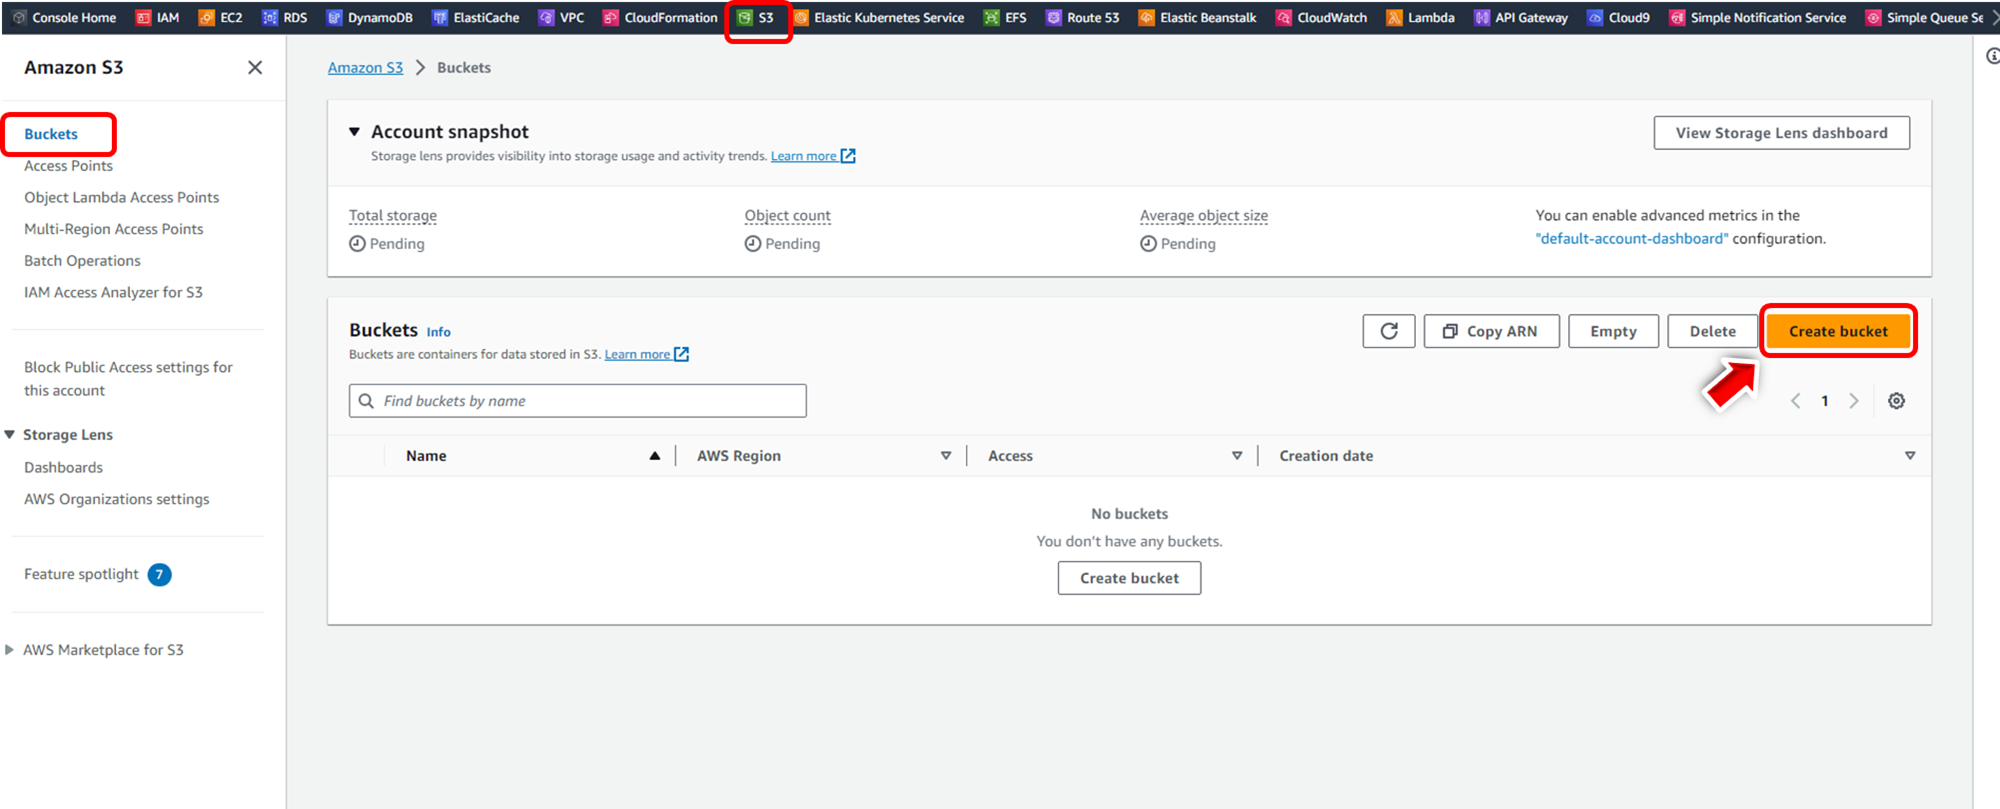 Console Home IAM EC2 RDS DynamoDB ElastiCache VPC CloudFormation S3 Elastic Kubernetes Service EFS Route 53 Elastic Beanstalk CloudWatch Lambda API Gateway Cloud9 Simple Notification Service Simple Queue Se
Amazon S3
Buckets
Access Points
Object Lambda Access Points
Multi-Region Access Points
Batch Operations
IAM Access Analyzer for S3
Block Public Access settings for
this account
Storage Lens
Dashboards
AWS Organizations settings
Feature spotlight 7
AWS Marketplace for S3
Amazon S3 > Buckets
Account snapshot
Storage lens provides visibility into storage usage and activity trends. Learn more
View Storage Lens dashboard
Total storage
Pending
Object count
Pending
Average object size
Pending
You can enable advanced metrics in the
"default-account-dashboard" configuration.
Buckets Info
Buckets are containers for data stored in S3. Learn more
Copy ARN Empty Delete Create bucket
Find buckets by name
1
Name AWS Region Access Creation date
No buckets
You don't have any buckets.
Create bucket